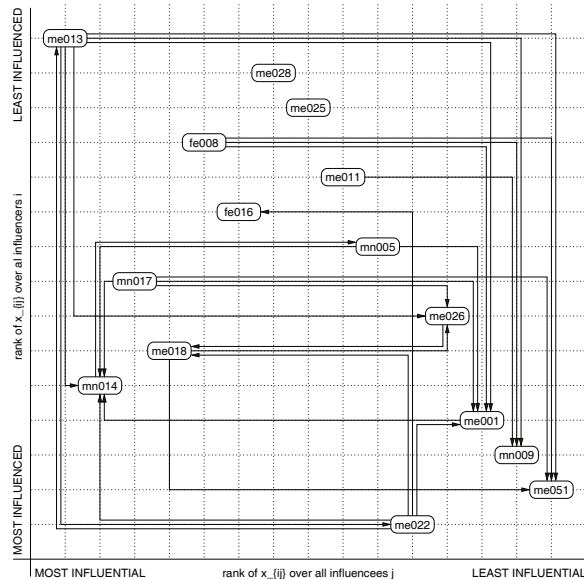 LEAST INFLUENCED
me013
me028
me025
fe008
me011
fe016
mn005
rank of x_{ij} over al influencers i
mn017
me026
me018
mn014
me001
mn009
me051
MOST INFLUENCED
me022
MOST INFLUENTIAL rank of x_{ij} over all influencees j LEAST INFLUENTIAL